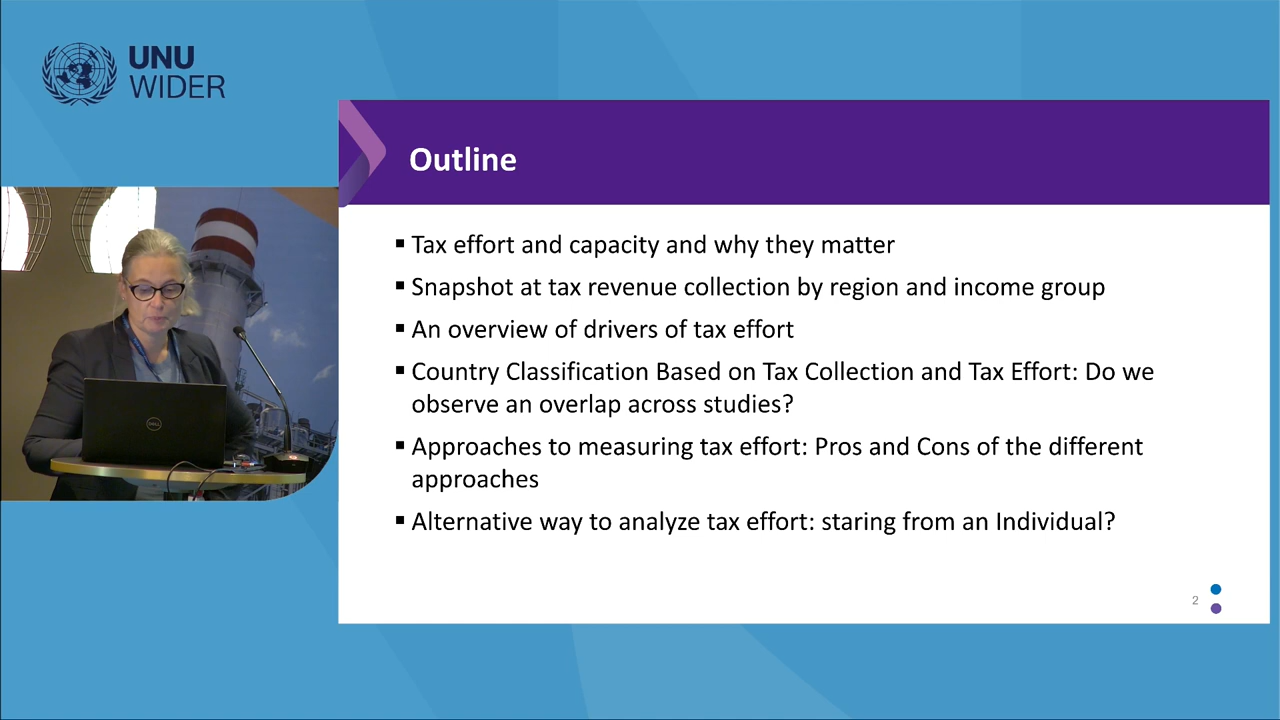 UNU
WIDER
Outline
▪ Tax effort and capacity and why they matter
▪ Snapshot at tax revenue collection by region and income group
▪ An overview of drivers of tax effort
▪ Country Classification Based on Tax Collection and Tax Effort: Do we
observe an overlap across studies?
▪ Approaches to measuring tax effort: Pros and Cons of the different
approaches
▪ Alternative way to analyze tax effort: staring from an Individual?
2
DELL